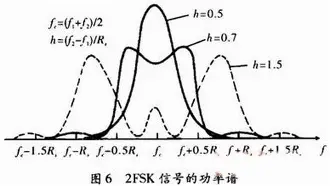 f_c=(f_1+f_2)/2
h=(f_2-f_1)/R_s
h=0.5
h=0.7
h=1.5
f_c-1.5R_s f_c-R_s f_c-0.5R_s f_c f_c+0.5R_s f_c+R_s f_c+1.5R_s f
图 6 2FSK 信号的功率谱